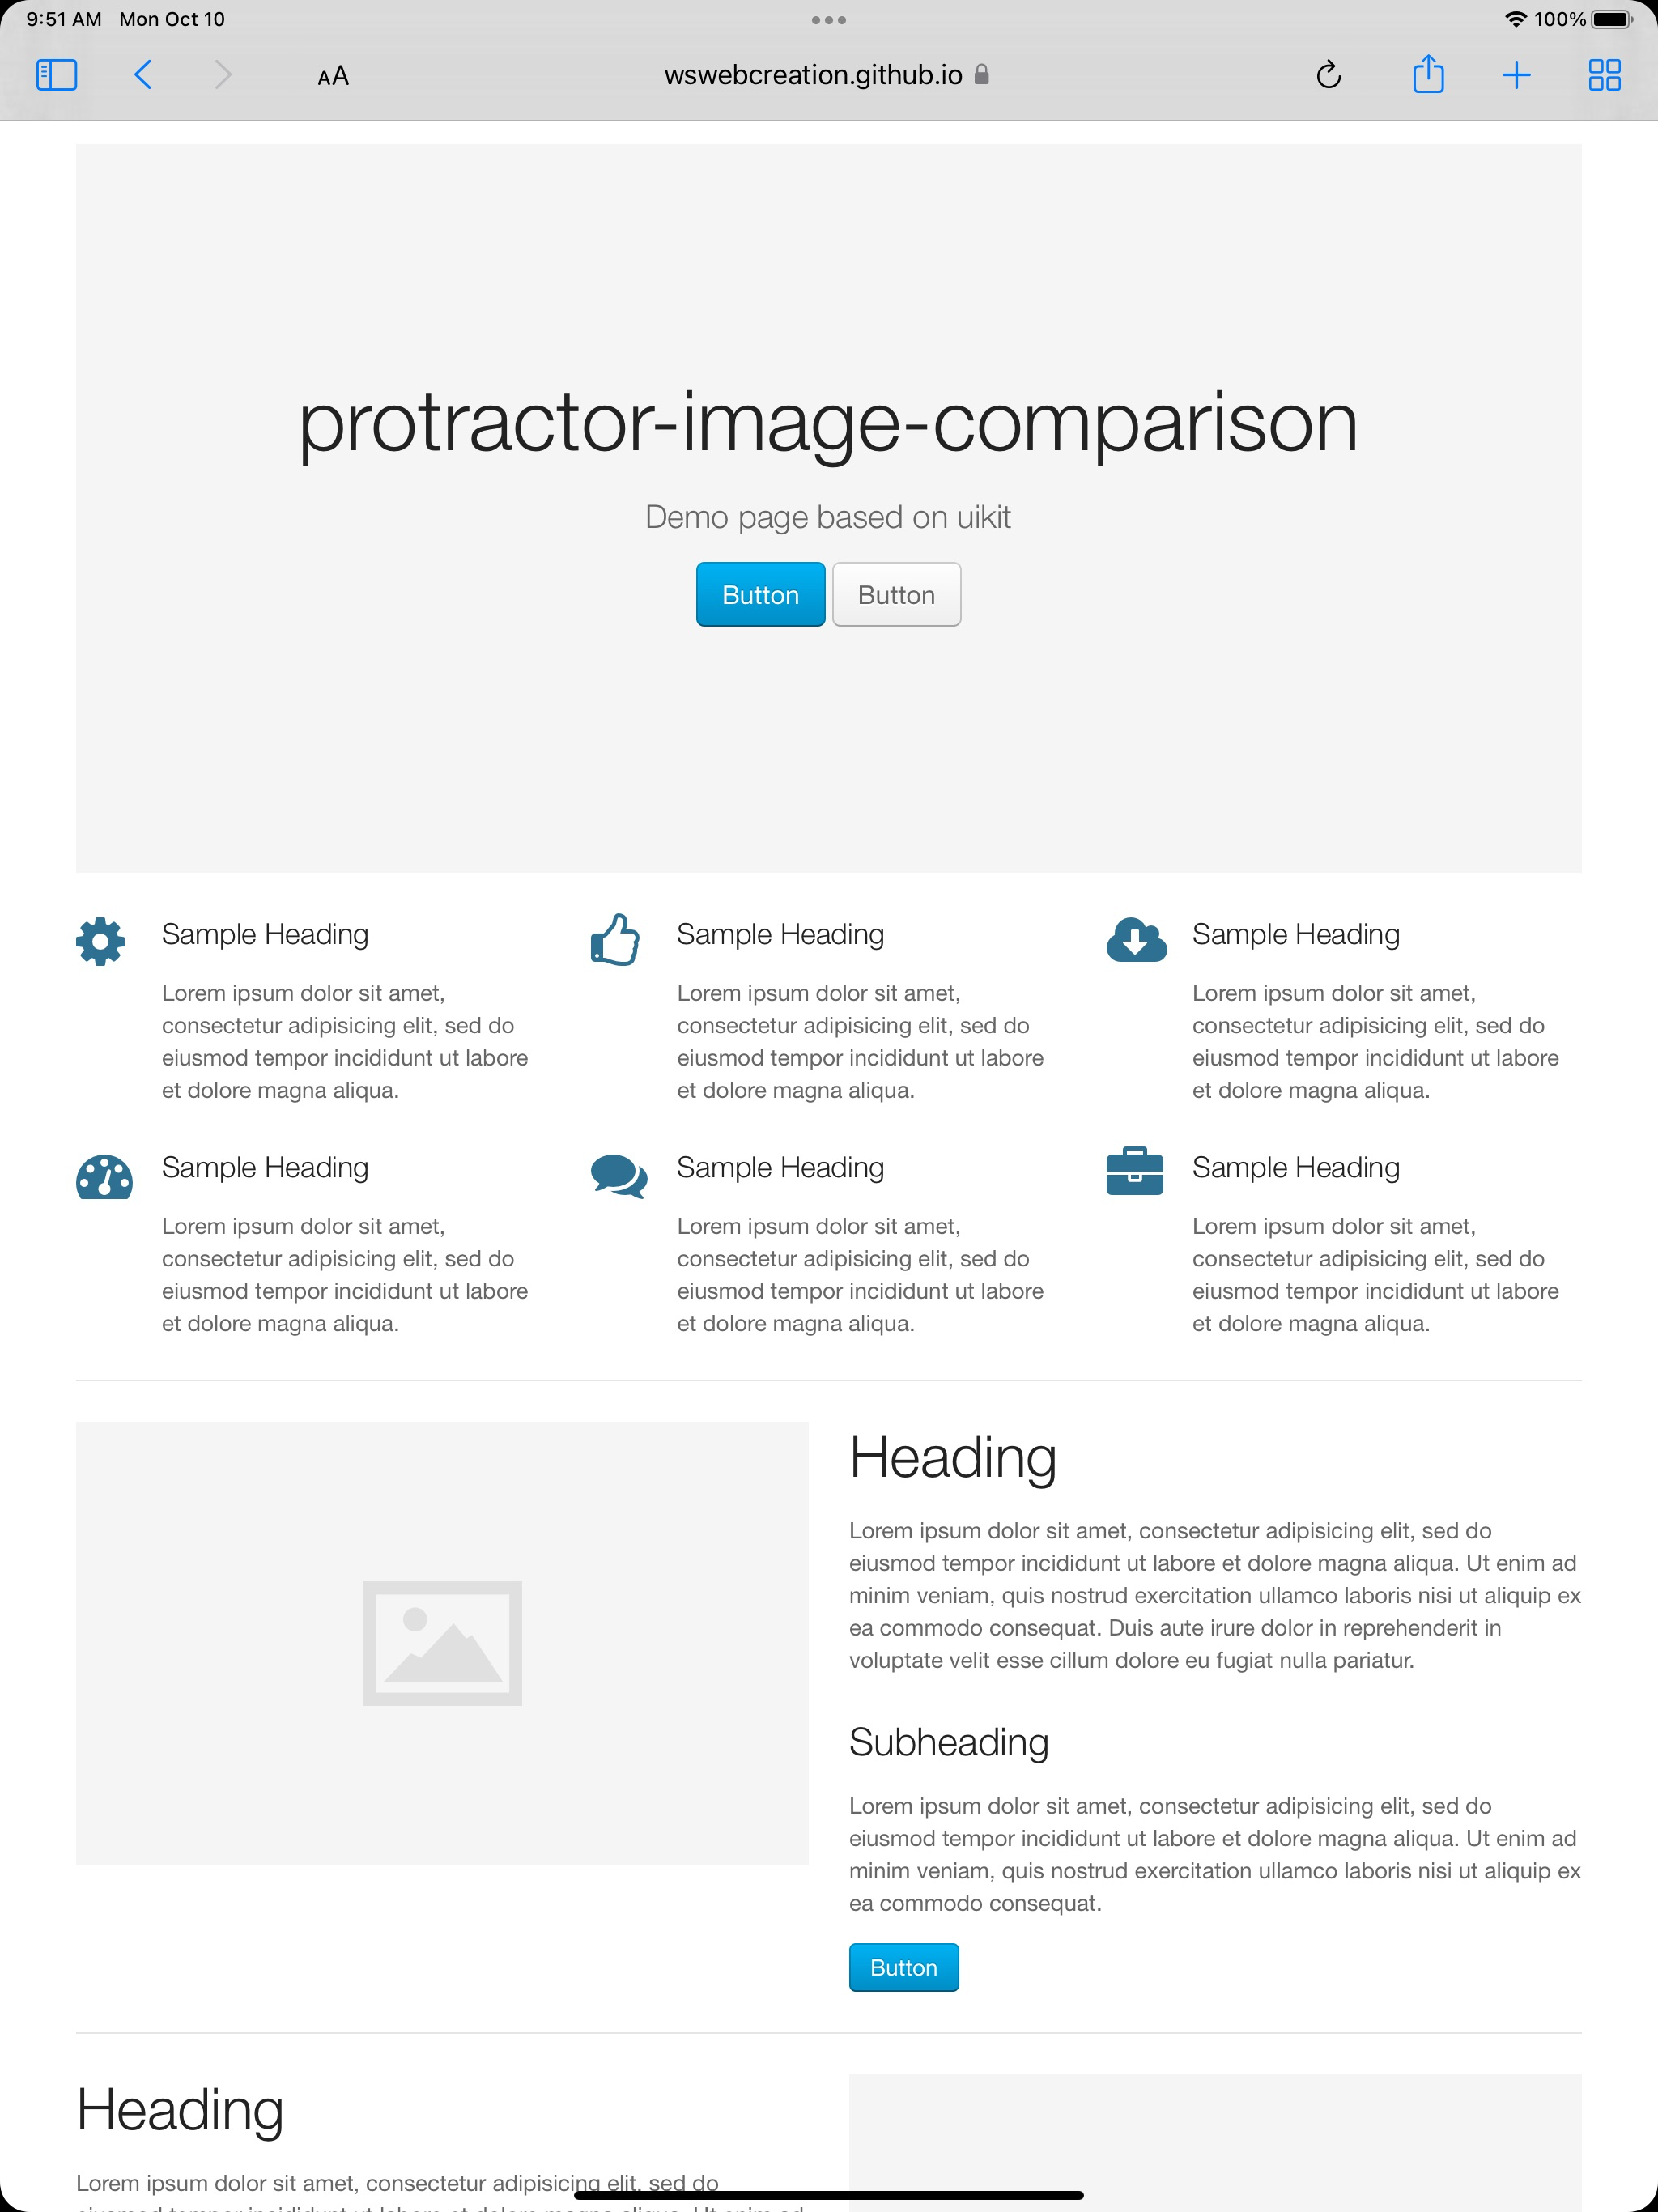 9:51 AM Mon Oct 10
100%
AA
wswebcreation.github.io
protractor-image-comparison
Demo page based on uikit
Button
Button
Sample Heading
Lorem ipsum dolor sit amet,
consectetur adipisicing elit, sed do
eiusmod tempor incididunt ut labore
et dolore magna aliqua.
Sample Heading
Lorem ipsum dolor sit amet,
consectetur adipisicing elit, sed do
eiusmod tempor incididunt ut labore
et dolore magna aliqua.
Sample Heading
Lorem ipsum dolor sit amet,
consectetur adipisicing elit, sed do
eiusmod tempor incididunt ut labore
et dolore magna aliqua.
Sample Heading
Lorem ipsum dolor sit amet,
consectetur adipisicing elit, sed do
eiusmod tempor incididunt ut labore
et dolore magna aliqua.
Sample Heading
Lorem ipsum dolor sit amet,
consectetur adipisicing elit, sed do
eiusmod tempor incididunt ut labore
et dolore magna aliqua.
Sample Heading
Lorem ipsum dolor sit amet,
consectetur adipisicing elit, sed do
eiusmod tempor incididunt ut labore
et dolore magna aliqua.
Heading
Lorem ipsum dolor sit amet, consectetur adipisicing elit, sed do
eiusmod tempor incididunt ut labore et dolore magna aliqua. Ut enim ad
minim veniam, quis nostrud exercitation ullamco laboris nisi ut aliquip ex
ea commodo consequat. Duis aute irure dolor in reprehenderit in
voluptate velit esse cillum dolore eu fugiat nulla pariatur.
Subheading
Lorem ipsum dolor sit amet, consectetur adipisicing elit, sed do
eiusmod tempor incididunt ut labore et dolore magna aliqua. Ut enim ad
minim veniam, quis nostrud exercitation ullamco laboris nisi ut aliquip ex
ea commodo consequat.
Button
Heading
Lorem ipsum dolor sit amet, consectetur adipisicing elit, sed do